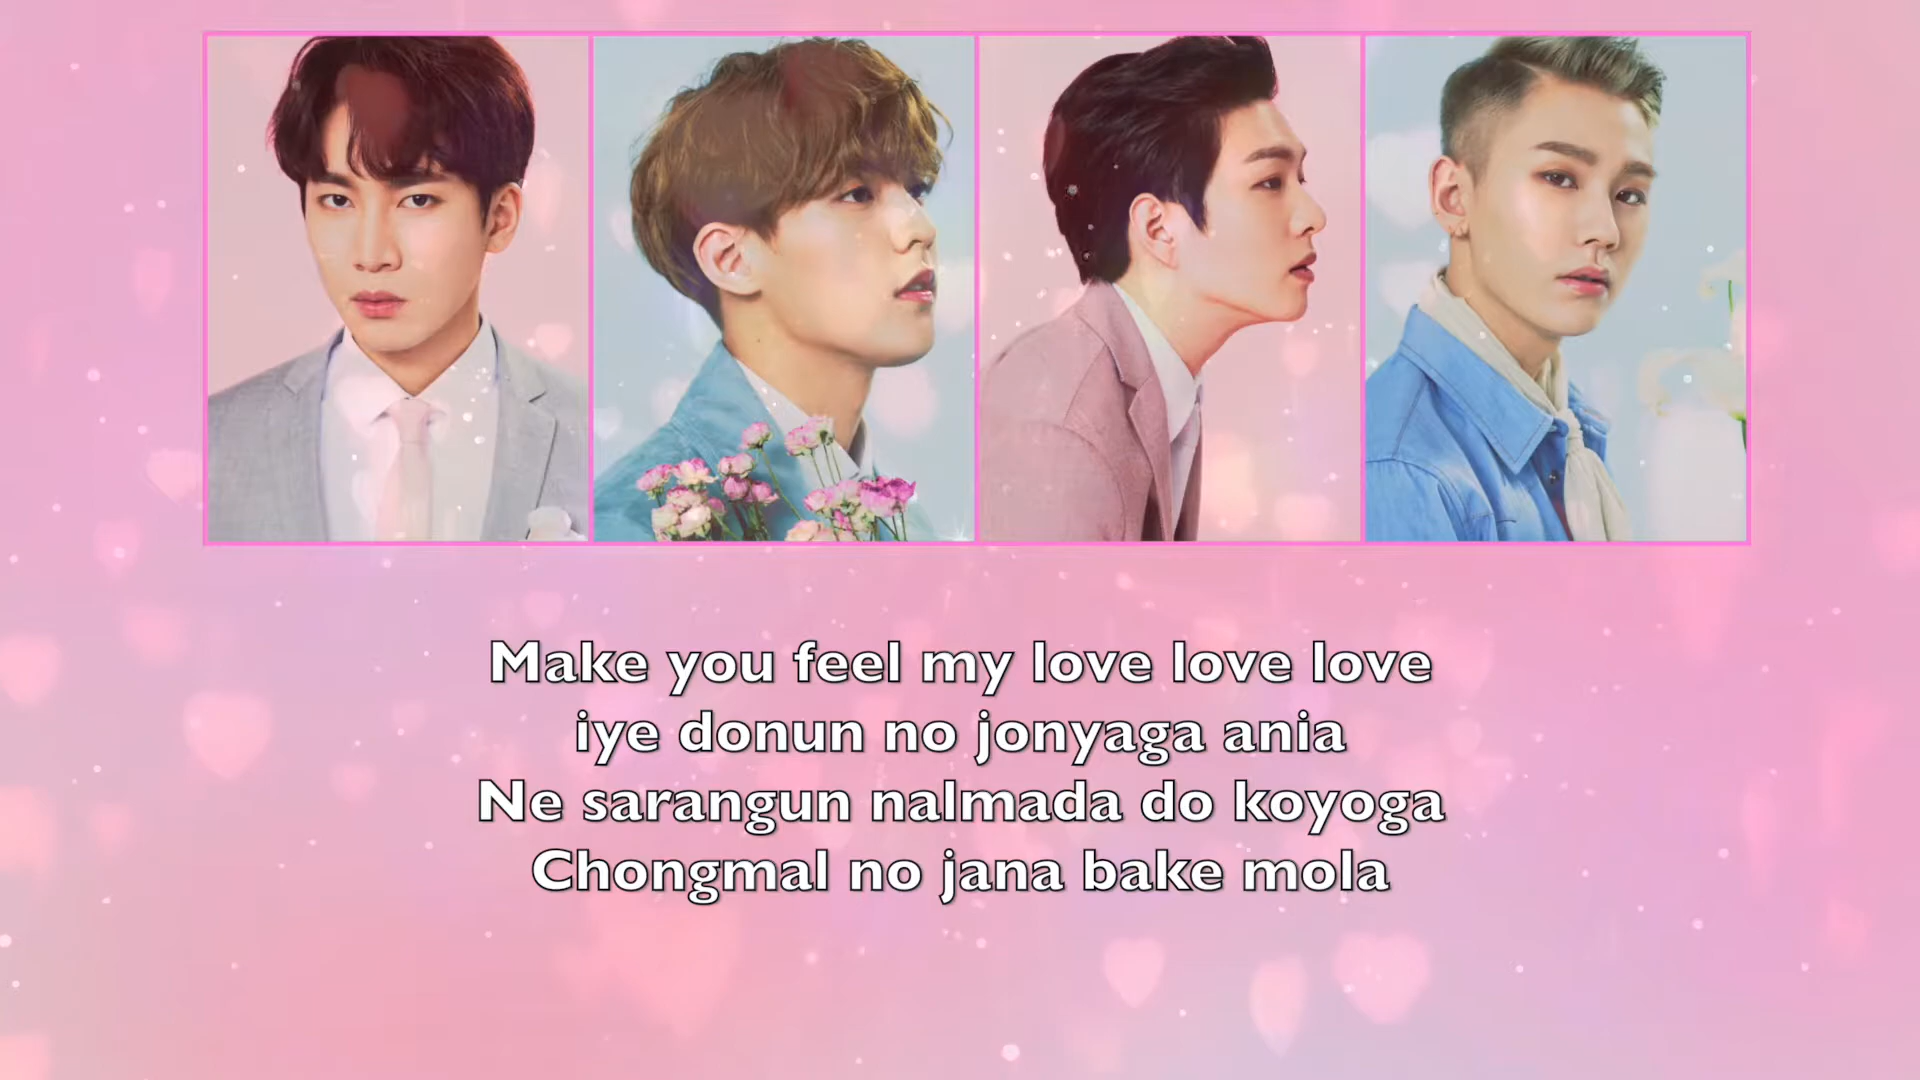 Make you feel my love love love
iye donun no jonyaga ania
Ne sarangun nalmada do koyoga
Chongmal no jana bake mola